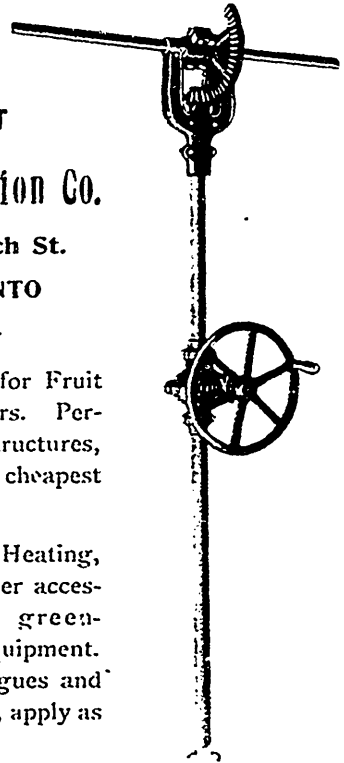 T
ion Co.
ch St.
NTO
for Fruit
rs. Per-
ructures,
cheapest
Heating,
er acces-
green-
uipment.
gues and
, apply as